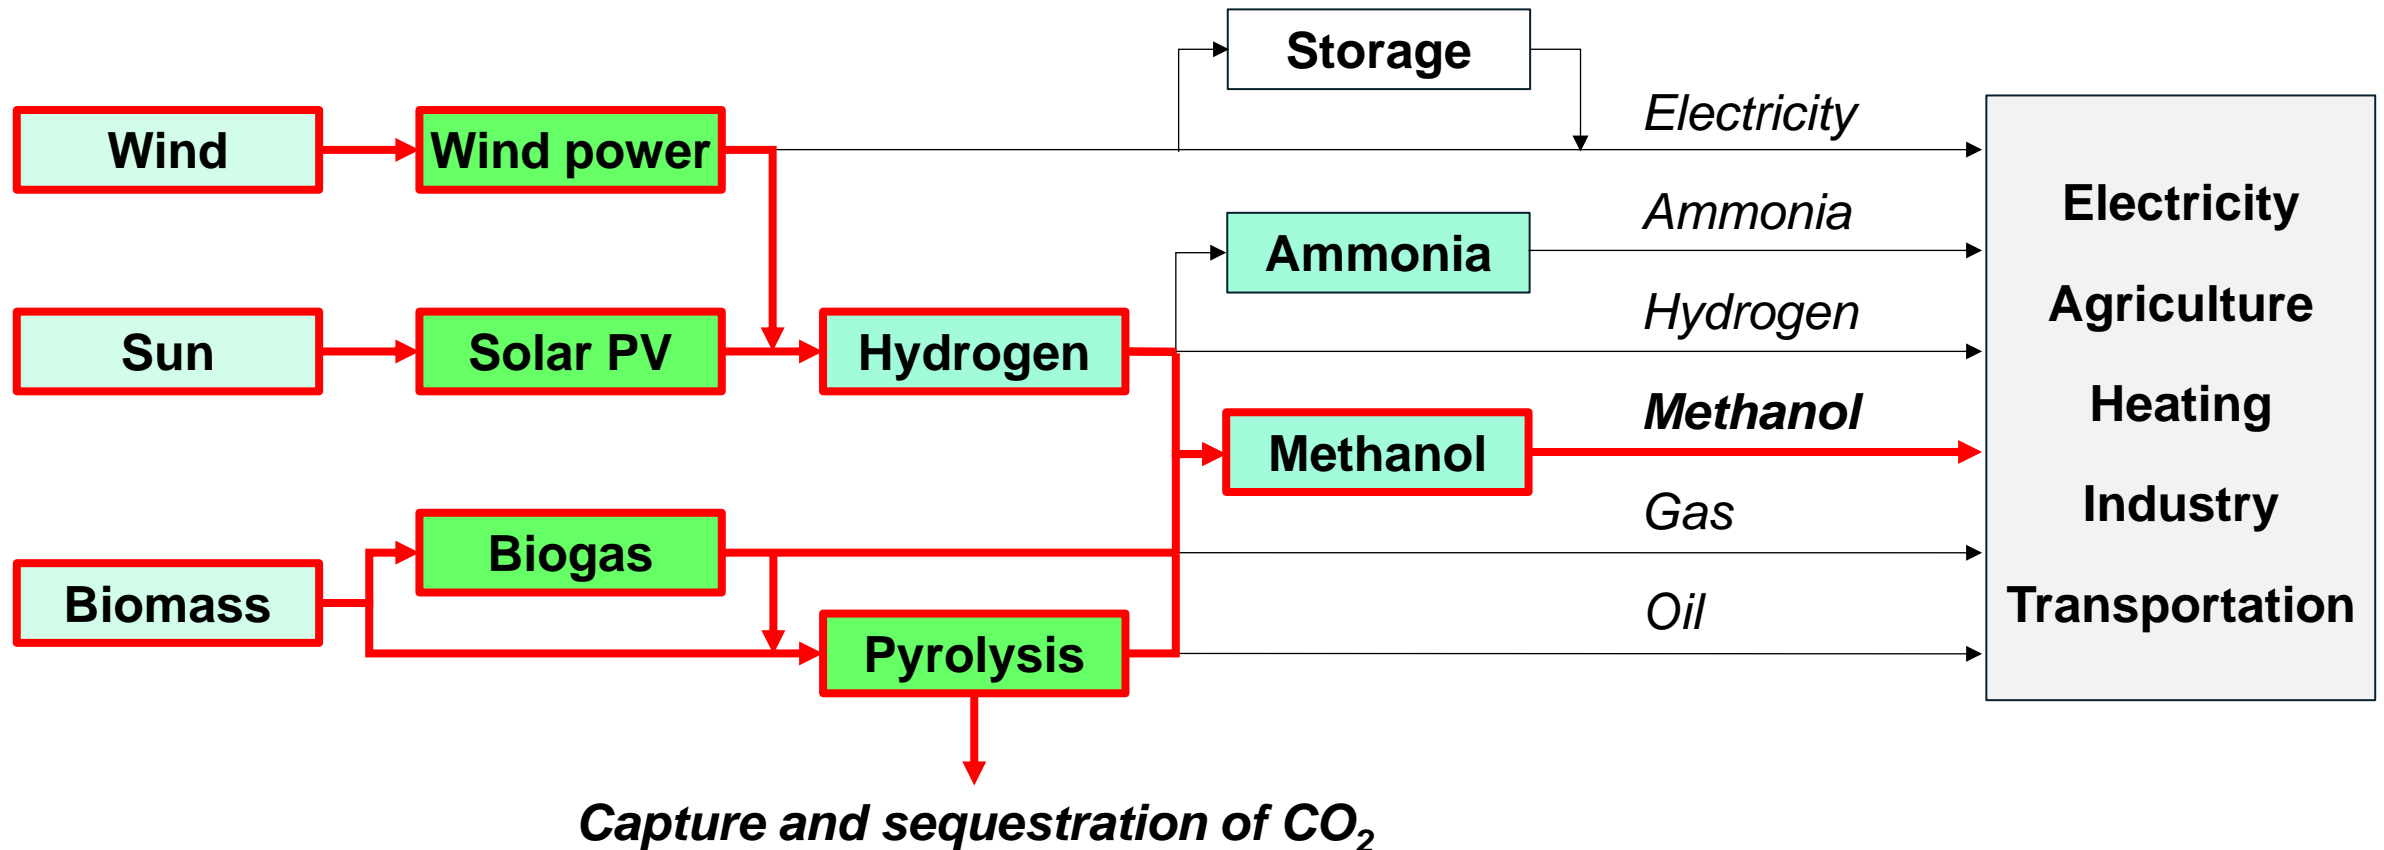 Storage
Electricity
Wind
Wind power
Electricity
Ammonia
Ammonia
Agriculture
Hydrogen
Sun
Solar PV
Hydrogen
Heating
Methanol
Methanol
Industry
Gas
Biogas
Biomass
Oil
Transportation
Pyrolysis
Capture and sequestration of CO₂